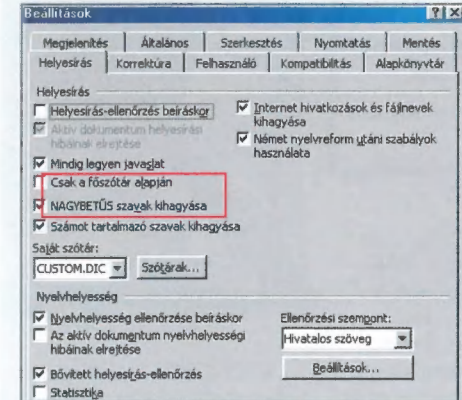 Beállítások
Megjelenítés Általános Szerkesztés Nyomtatás Mentés
Helyesírás Korrektúra Felhasználó Kompatibilitás Alapkönyvtár
Helyesírás
Helyesírás-ellenőrzés beíráskor
Aktív dokumentum helyesírási
hibáinak elrejtése
Mindig legyen javaslat
Csak a főszótár alapján
NAGYBETŰS szavak kihagyása
Számot tartalmazó szavak kihagyása
Internet hivatkozások és fájlnevek
kihagyása
Német nyelvreform utáni szabályok
használata
Saját szótár:
CUSTOM.DIC Szótárak...
Nyelvhelyesség
Nyelvhelyesség ellenőrzése beíráskor
Az aktív dokumentum nyelvhelyességi
hibáinak elrejtése
Bővített helyesírás-ellenőrzés
Statisztika
Ellenőrzési szempont:
Hivatalos szöveg
Beállítások...